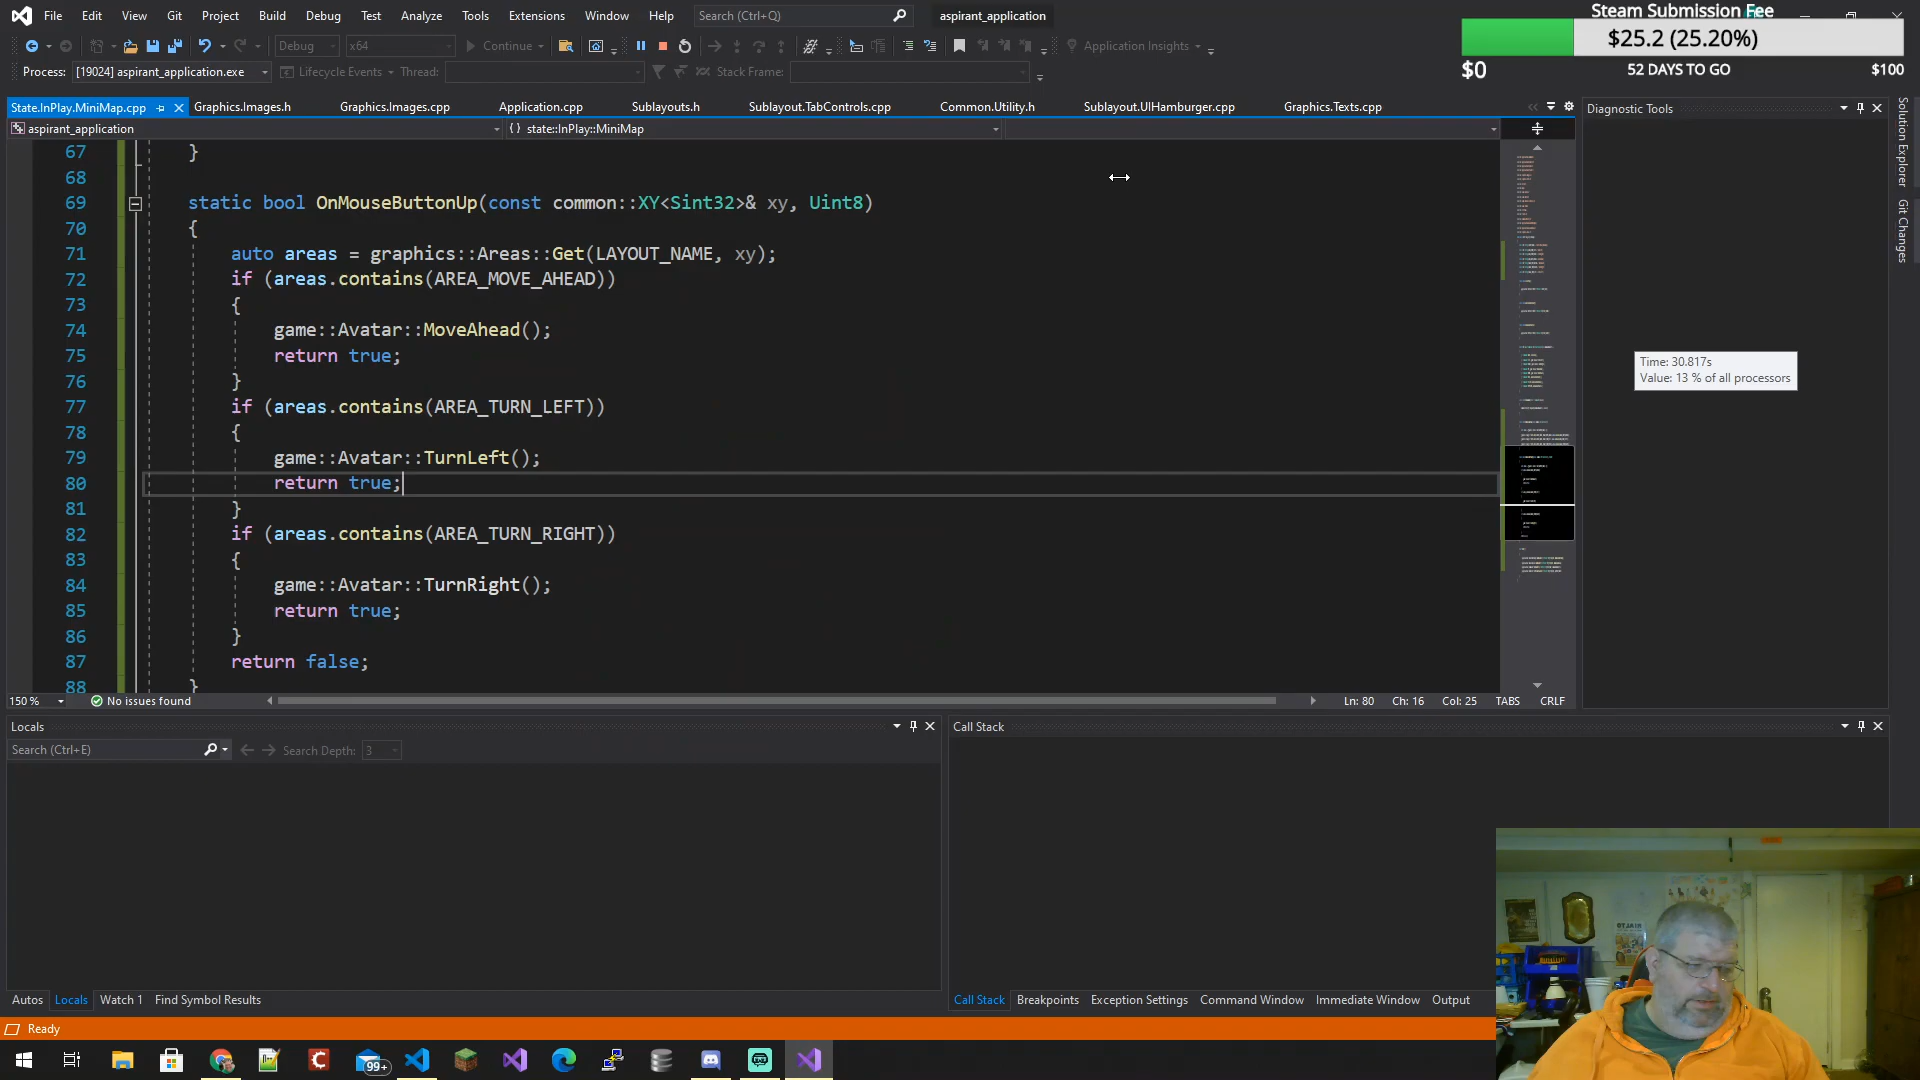 File Edit View Git Project Build Debug Test Analyze Tools Extensions Window Help Search (Ctrl+Q) aspirant_application
Steam Submission Fee
$25.2 (25.20%)
$0 52 DAYS TO GO $100
Debug x64 Continue Application Insights
Process: [19024] aspirant_application.exe Lifecycle Events Thread: Stack Frame:
State.InPlay.MiniMap.cpp Graphics.Images.h Graphics.Images.cpp Application.cpp Sublayouts.h Sublayout.TabControls.cpp Common.Utility.h Sublayout.UIHamburger.cpp Graphics.Texts.cpp
Diagnostic Tools
Solution Explorer
Git Changes
aspirant_application {} state::InPlay::MiniMap
67 }
68
69 static bool OnMouseButtonUp(const common::XY<Sint32>& xy, Uint8)
70 {
71 auto areas = graphics::Areas::Get(LAYOUT_NAME, xy);
72 if (areas.contains(AREA_MOVE_AHEAD))
73 {
74 game::Avatar::MoveAhead();
75 return true;
76 }
77 if (areas.contains(AREA_TURN_LEFT))
78 {
79 game::Avatar::TurnLeft();
80 return true;
81 }
82 if (areas.contains(AREA_TURN_RIGHT))
83 {
84 game::Avatar::TurnRight();
85 return true;
86 }
87 return false;
88 }
Time: 30.817s
Value: 13 % of all processors
150 % No issues found Ln: 80 Ch: 16 Col: 25 TABS CRLF
Locals
Search (Ctrl+E) Search Depth: 3
Call Stack
Autos Locals Watch 1 Find Symbol Results
Call Stack Breakpoints Exception Settings Command Window Immediate Window Output
Ready
99+